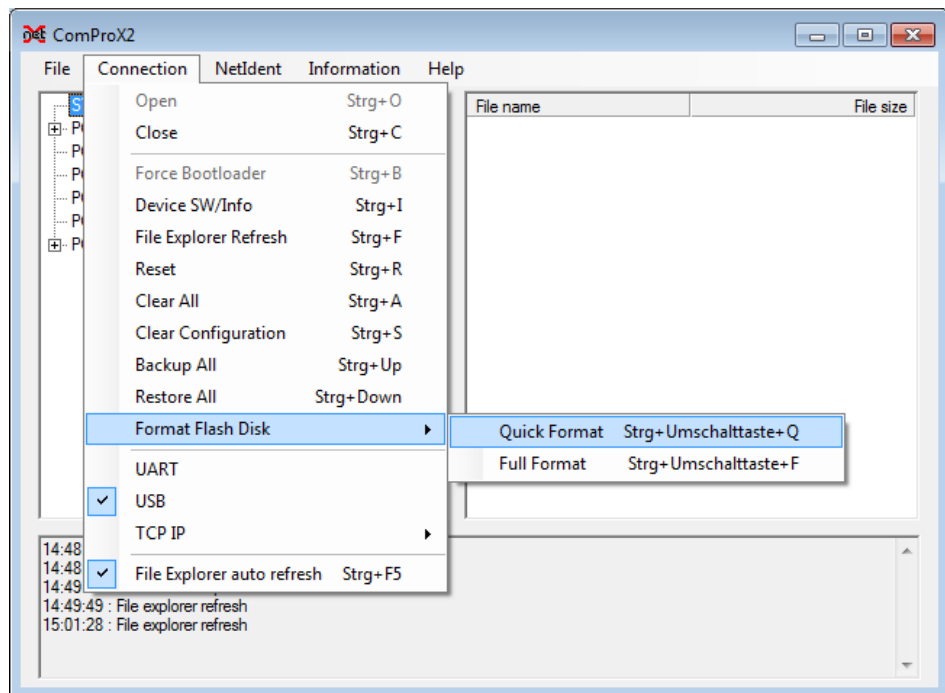 ComProX2
File Connection NetIdent Information Help
Open Strg+O
Close Strg+C
Force Bootloader Strg+B
Device SW/Info Strg+I
File Explorer Refresh Strg+F
Reset Strg+R
Clear All Strg+A
Clear Configuration Strg+S
Backup All Strg+Up
Restore All Strg+Down
Format Flash Disk
Quick Format Strg+Umschalttaste+Q
Full Format Strg+Umschalttaste+F
UART
USB
TCP IP
File Explorer auto refresh Strg+F5
File name File size
14:48
14:48
14:49
14:49:49 : File explorer refresh
15:01:28 : File explorer refresh